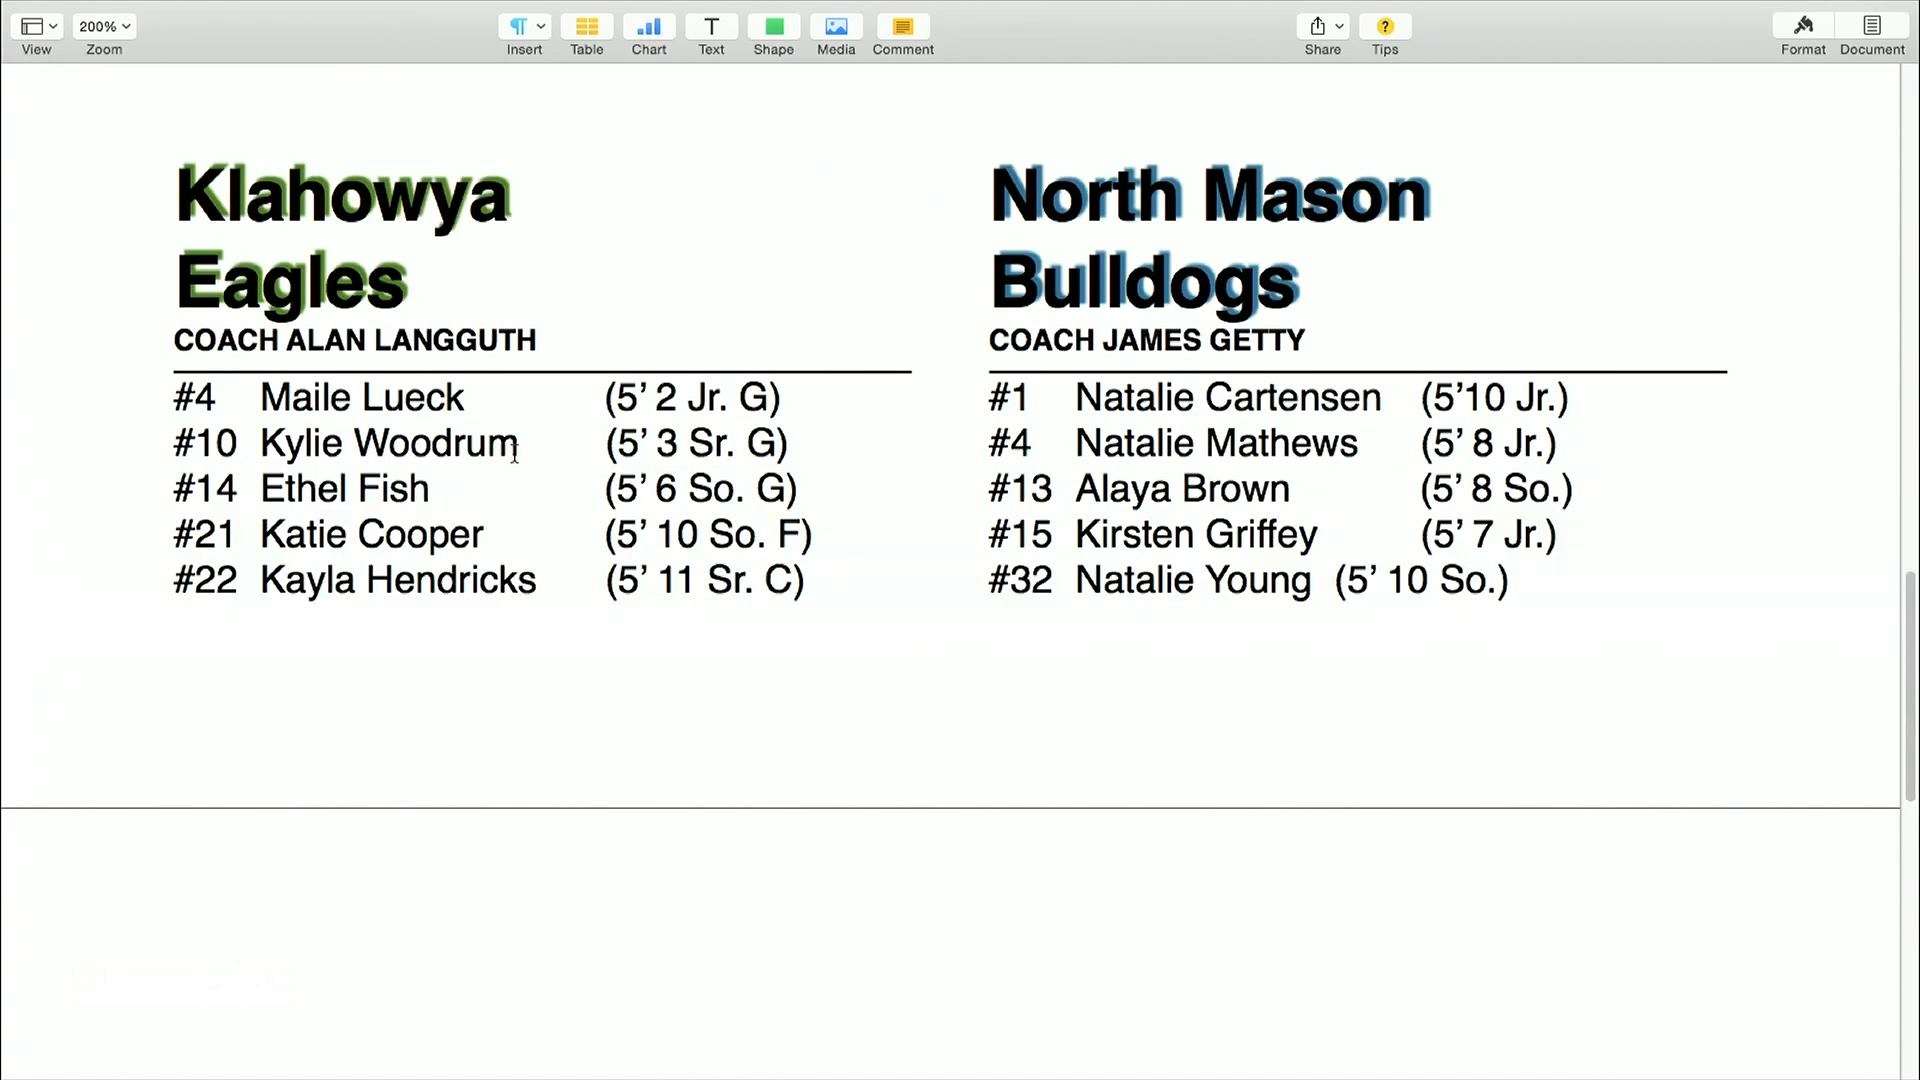 200%
View
Zoom
Insert
Table
Chart
Text
Shape
Media
Comment
Share
Tips
Format
Document
Klahowya
Eagles
COACH ALAN LANGGUTH
#4 Maile Lueck (5’ 2 Jr. G)
#10 Kylie Woodrum (5’ 3 Sr. G)
#14 Ethel Fish (5’ 6 So. G)
#21 Katie Cooper (5’ 10 So. F)
#22 Kayla Hendricks (5’ 11 Sr. C)
North Mason
Bulldogs
COACH JAMES GETTY
#1 Natalie Cartensen (5’10 Jr.)
#4 Natalie Mathews (5’ 8 Jr.)
#13 Alaya Brown (5’ 8 So.)
#15 Kirsten Griffey (5’ 7 Jr.)
#32 Natalie Young (5’ 10 So.)